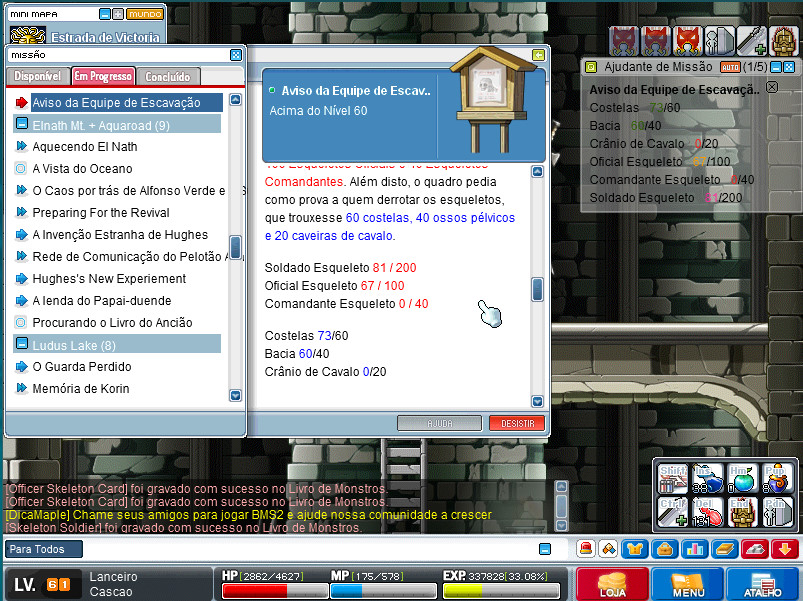 MINI MAPA
MUNDO
Estrada de Victoria
MISSÃO
Disponível
Em Progresso
Concluído
Aviso da Equipe de Escavação
Elnath Mt. + Aquaroad (9)
Aquecendo El Nath
A Vista do Oceano
O Caos por trás de Alfonso Verde e
Preparing For the Revival
A Invenção Estranha de Hughes
Rede de Comunicação do Pelotão
Hughes's New Experiement
A lenda do Papai-duende
Procurando o Livro do Ancião
Ludus Lake (8)
O Guarda Perdido
Memória de Korin
Aviso da Equipe de Escav..
Acima do Nível 60
Comandantes. Além disto, o quadro pedia
como prova a quem derrotar os esqueletos,
que trouxesse 60 costelas, 40 ossos pélvicos
e 20 caveiras de cavalo.
Soldado Esqueleto 81 / 200
Oficial Esqueleto 67 / 100
Comandante Esqueleto 0 / 40
Costelas 73/60
Bacia 60/40
Crânio de Cavalo 0/20
AJUDA
DESISTIR
Ajudante de Missão AUTO (1/5)
Aviso da Equipe de Escavaçã..
Costelas 73/60
Bacia 60/40
Crânio de Cavalo 0/20
Oficial Esqueleto 67/100
Comandante Esqueleto 0/40
Soldado Esqueleto 81/200
Shift
Ins
Hm
Pup
Ctrl
Del
End
Pdn
[Officer Skeleton Card] foi gravado com sucesso no Livro de Monstros.
[Officer Skeleton Card] foi gravado com sucesso no Livro de Monstros.
[DicaMaple] Chame seus amigos para jogar BMS2 e ajude nossa comunidade a crescer
[Skeleton Soldier] foi gravado com sucesso no Livro de Monstros.
Para Todos
LV. 61
Lanceiro
Cascao
HP [2862/4627]
MP [175/578]
EXP. 337828[33.08%]
LOJA
MENU
ATALHO